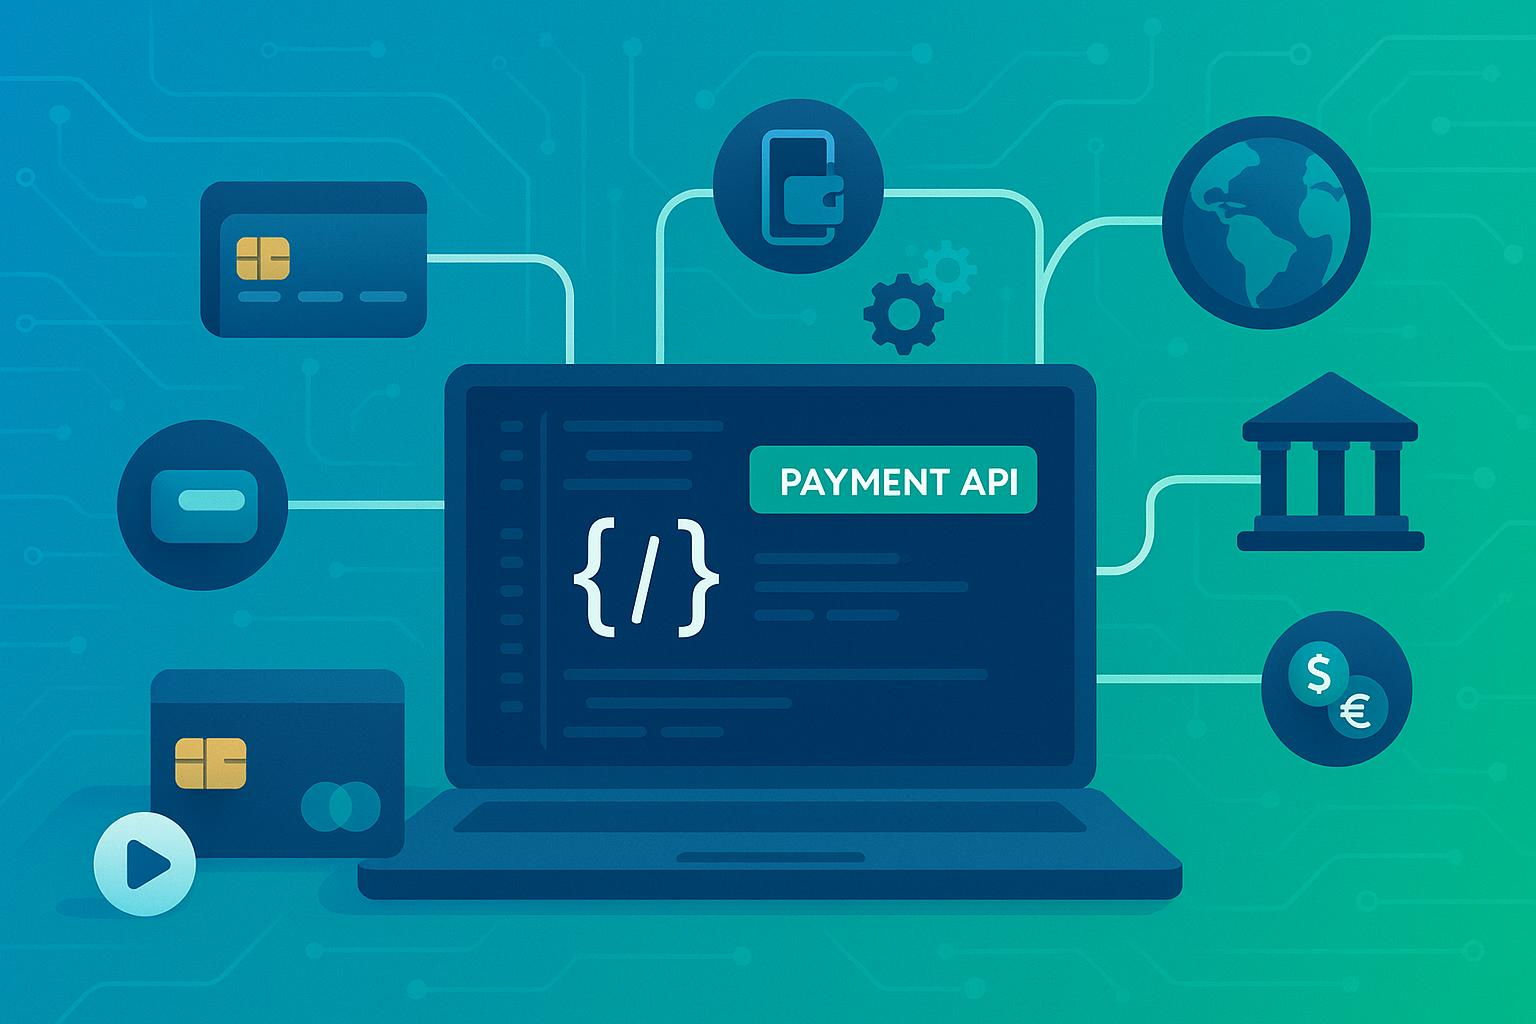 PAYMENT API
{/}
$
€